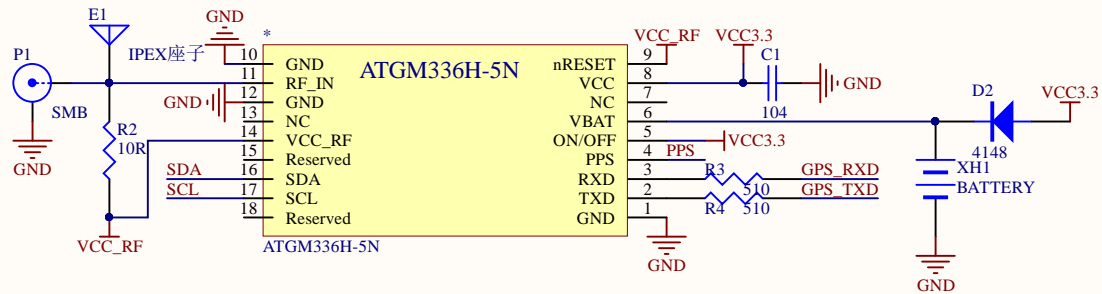 E1
GND
*
IPEX座子
P1
SMB
GND
R2
10R
VCC_RF
GND
SDA
SCL
10 GND
11 RF_IN
12 GND
13 NC
14 VCC_RF
15 Reserved
16 SDA
17 SCL
18 Reserved
ATGM336H-5N
ATGM336H-5N
nRESET 9
VCC 8
NC 7
VBAT 6
ON/OFF 5
PPS 4
RXD 3
TXD 2
GND 1
VCC_RF
VCC3.3
C1
104
GND
VCC3.3
PPS
R3
510
GPS_RXD
R4
510
GPS_TXD
GND
D2
4148
VCC3.3
XH1
BATTERY
GND